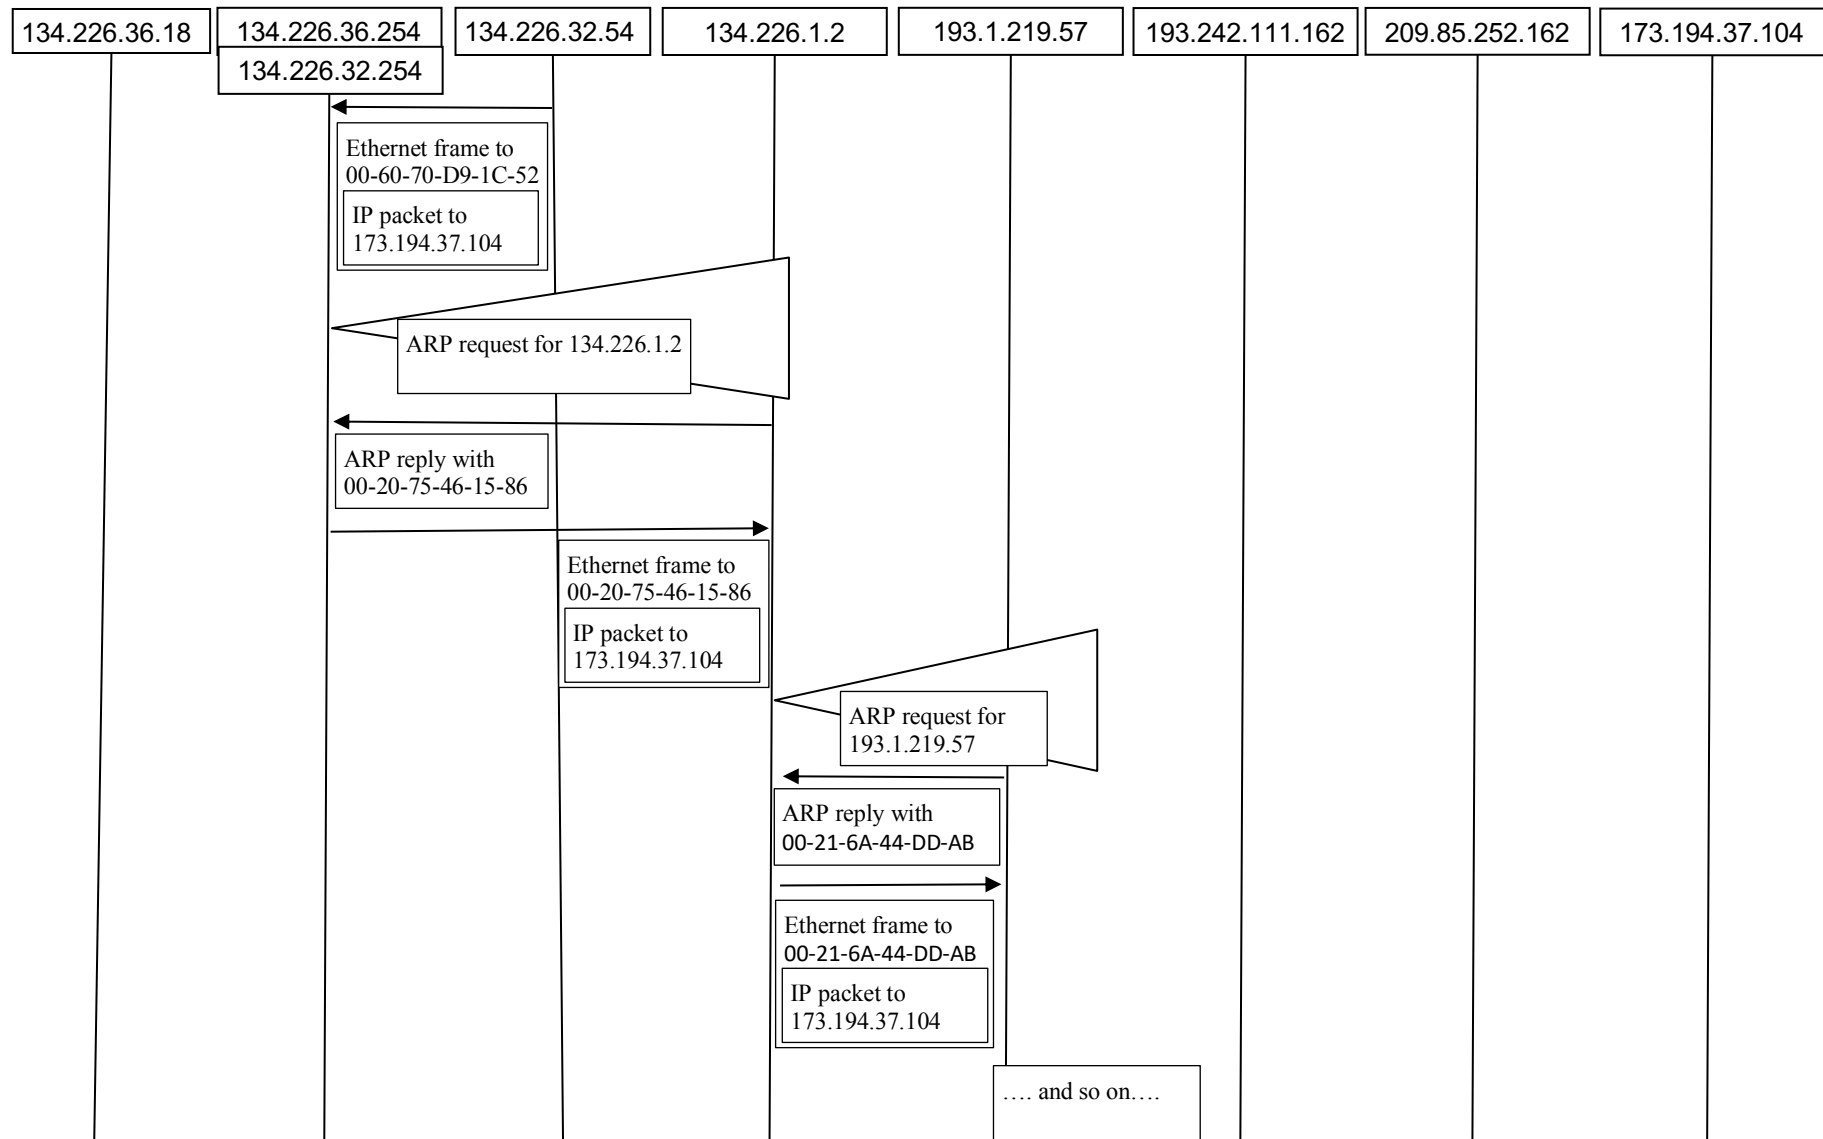 134.226.36.18
134.226.36.254
134.226.32.254
134.226.32.54
134.226.1.2
193.1.219.57
193.242.111.162
209.85.252.162
173.194.37.104
Ethernet frame to
00-60-70-D9-1C-52
IP packet to
173.194.37.104
ARP request for 134.226.1.2
ARP reply with
00-20-75-46-15-86
Ethernet frame to
00-20-75-46-15-86
IP packet to
173.194.37.104
ARP request for
193.1.219.57
ARP reply with
00-21-6A-44-DD-AB
Ethernet frame to
00-21-6A-44-DD-AB
IP packet to
173.194.37.104
.... and so on....